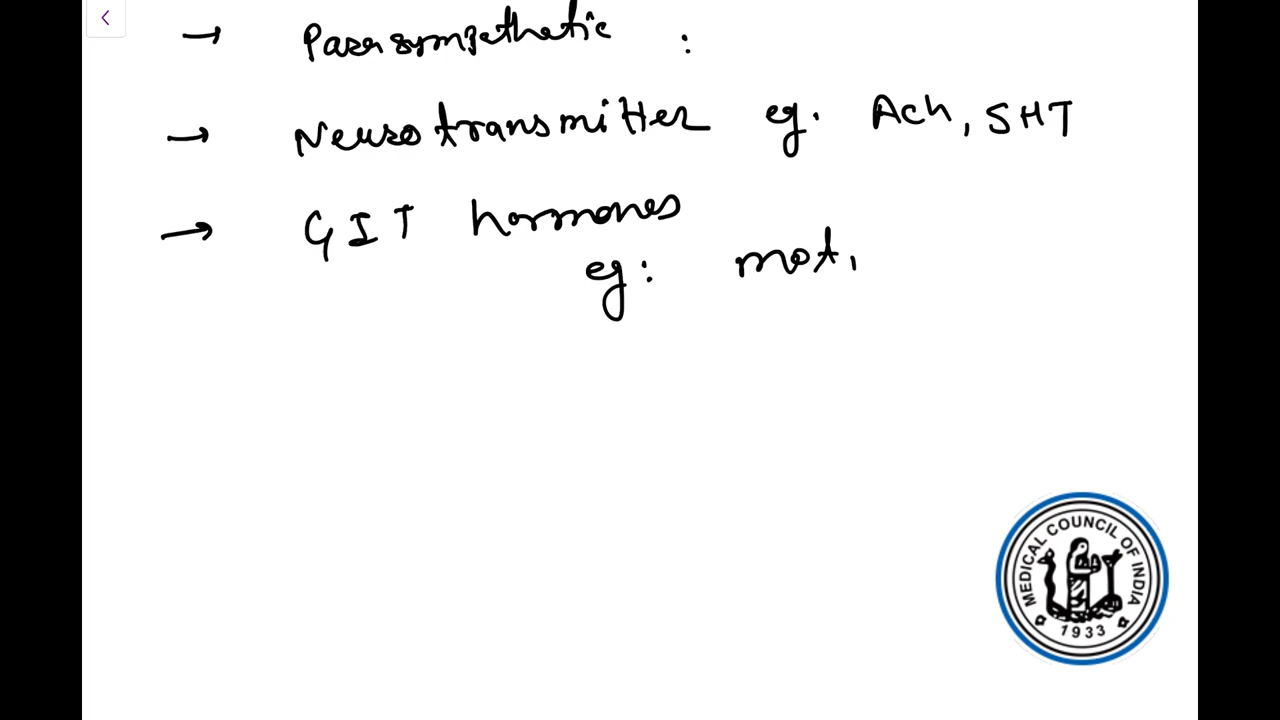 → Parasympathetic :
→ Neurotransmitter eg. Ach, 5HT
→ GIT hormones
eg: mot,
MEDICAL COUNCIL OF INDIA
1933